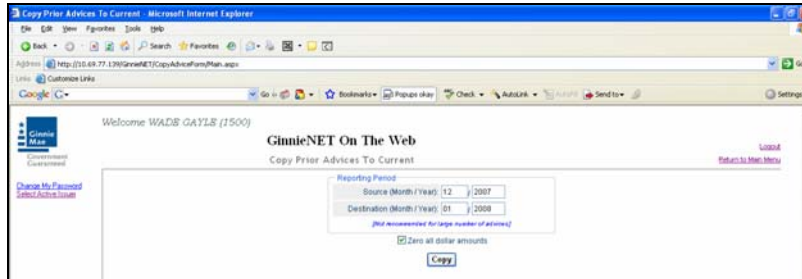 Copy Prior Advices To Current - Microsoft Internet Explorer
File Edit View Favorites Tools Help
Back Search Favorites
Address http://10.69.77.139/GinnieNET/CopyAdviceForm/Main.aspx
Links Customize Links
Google G Go Bookmarks Popups okay Check AutoLink AutoFill Send to Settings
Welcome WADE GAYLE (1500)
Ginnie Mae
Government Guaranteed
GinnieNET On The Web
Copy Prior Advices To Current
Logout
Return to Main Menu
Change My Password
Select Active Issuer
Reporting Period
Source (Month / Year): 12 / 2007
Destination (Month / Year): 01 / 2008
[Not recommended for large number of advices]
Zero all dollar amounts
Copy